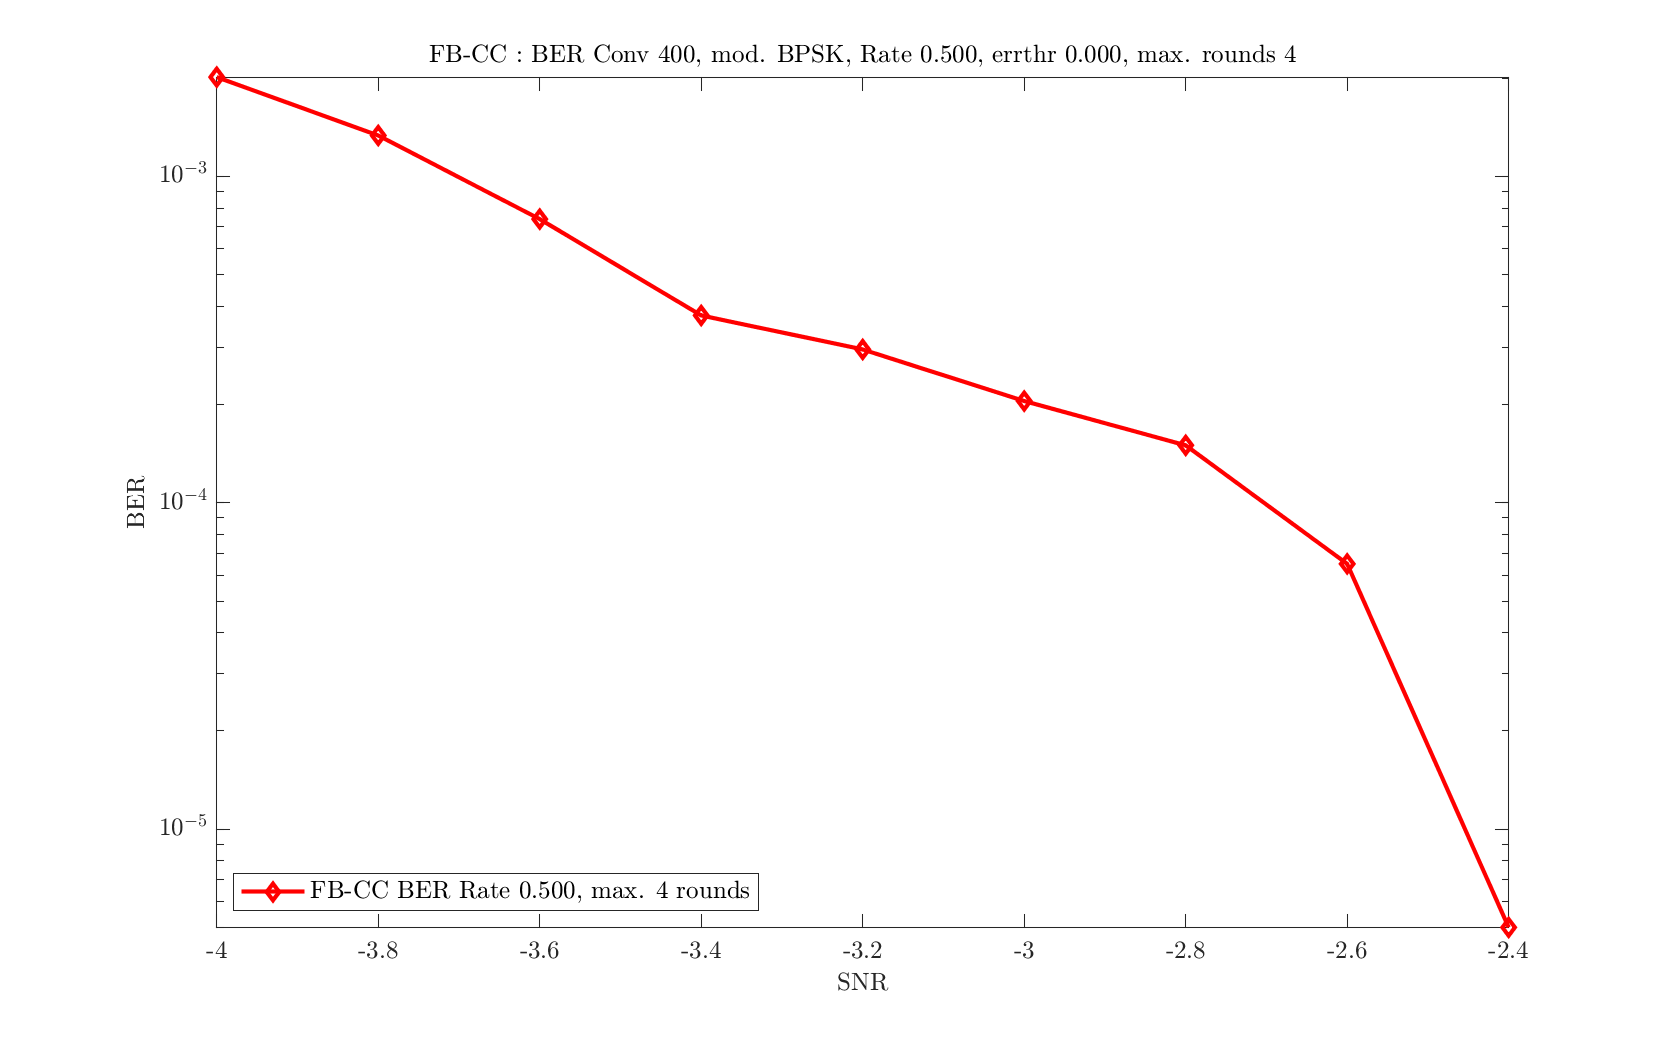 FB-CC : BER Conv 400, mod. BPSK, Rate 0.500, errthr 0.000, max. rounds 4
10⁻³
10⁻⁴
10⁻⁵
BER
FB-CC BER Rate 0.500, max. 4 rounds
-4 -3.8 -3.6 -3.4 -3.2 -3 -2.8 -2.6 -2.4
SNR